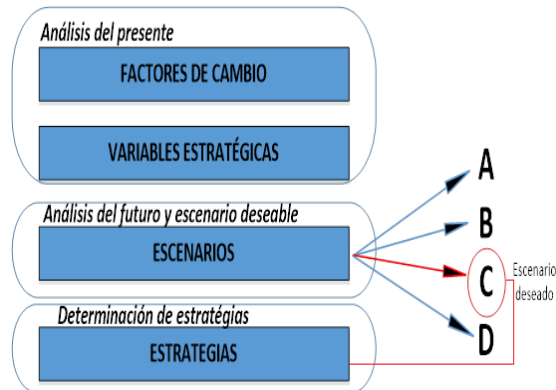 Análisis del presente
FACTORES DE CAMBIO
VARIABLES ESTRATÉGICAS
Análisis del futuro y escenario deseable
ESCENARIOS
Determinación de estratégias
ESTRATEGIAS
A
B
C
D
Escenario
deseado